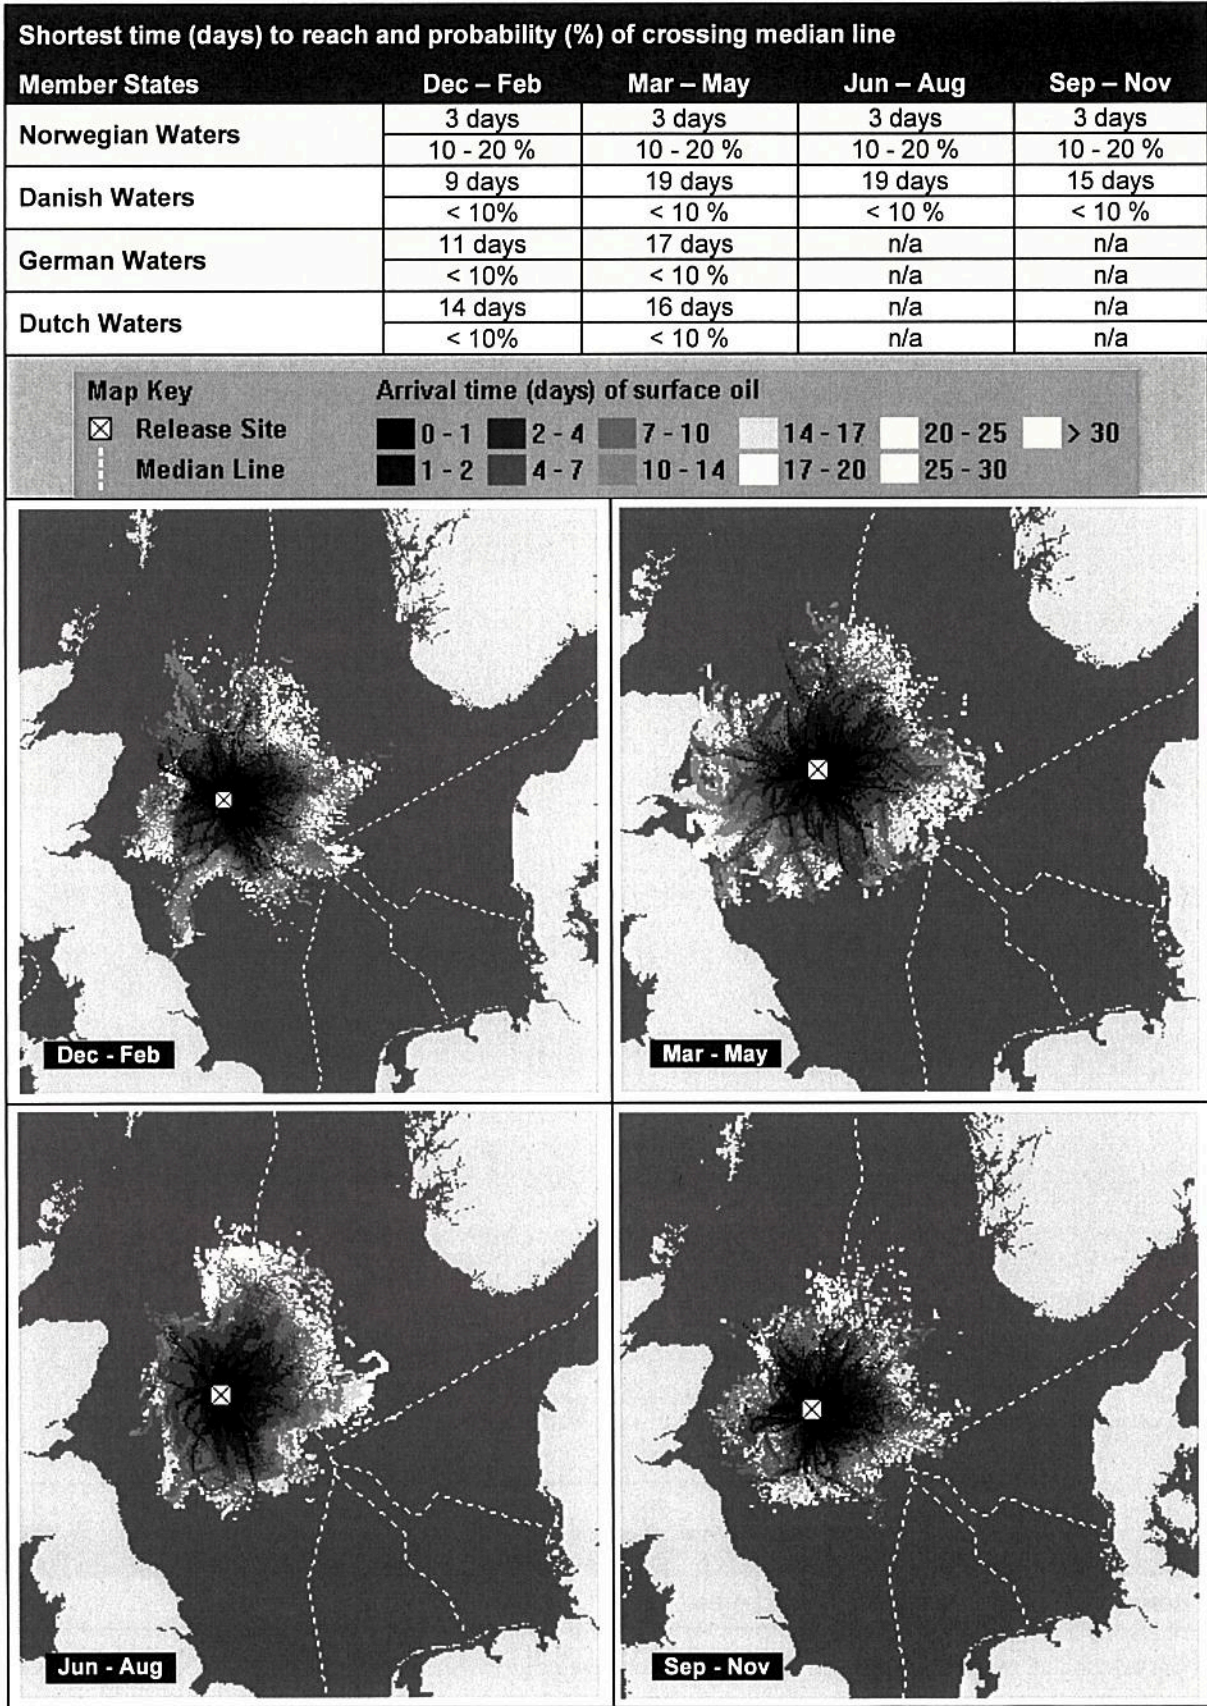 Shortest time (days) to reach and probability (%) of crossing median line
Member States Dec – Feb Mar – May Jun – Aug Sep – Nov
Norwegian Waters 3 days 3 days 3 days 3 days
10 - 20 % 10 - 20 % 10 - 20 % 10 - 20 %
Danish Waters 9 days 19 days 19 days 15 days
< 10% < 10 % < 10 % < 10 %
German Waters 11 days 17 days n/a n/a
< 10% < 10 % n/a n/a
Dutch Waters 14 days 16 days n/a n/a
< 10% < 10 % n/a n/a
Map Key Arrival time (days) of surface oil
Release Site 0 - 1 2 - 4 7 - 10 14 - 17 20 - 25 > 30
Median Line 1 - 2 4 - 7 10 - 14 17 - 20 25 - 30
Dec - Feb
Mar - May
Jun - Aug
Sep - Nov